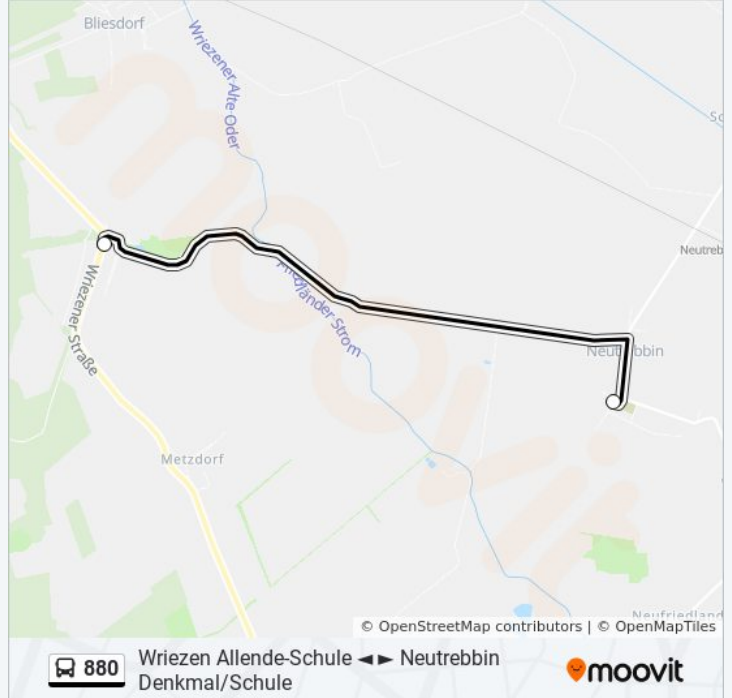 Bliesdorf
Wriezener Alte Oder
Neutreb
Wriezener Straße
länder Strom
Neutrebbin
Metzdorf
Neufriedland
© OpenStreetMap contributors | © OpenMapTiles
880
Wriezen Allende-Schule ◄► Neutrebbin
Denkmal/Schule
moovit